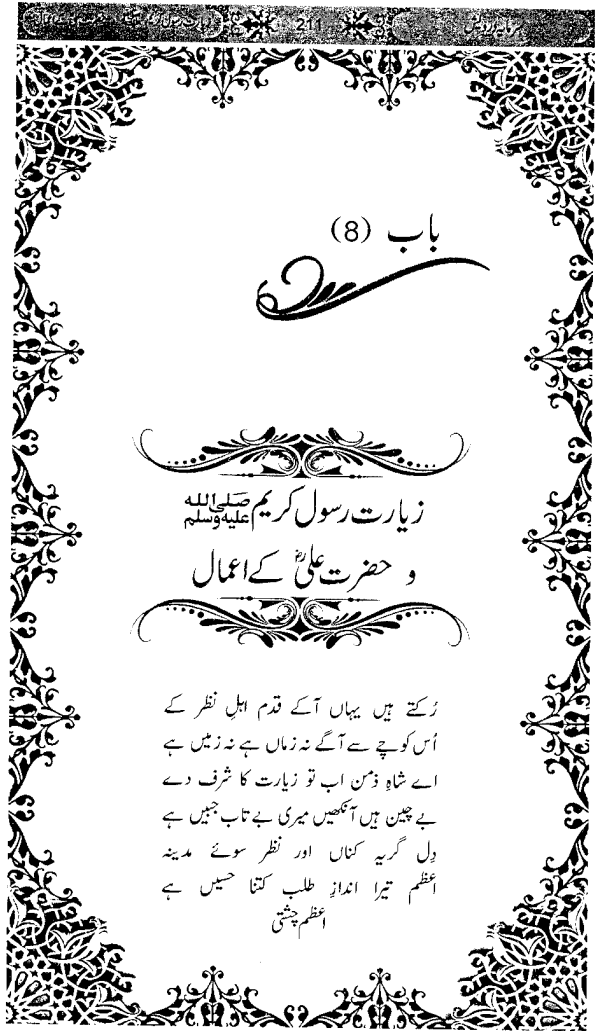 211
باب (8)
زیارت رسول کریم صلی اللہ علیہ وسلم
و حضرت علیؓ کے اعمال
رُکتے ہیں یہاں آکے قدم اہلِ نظر کے
اُس کوچے سے آگے نہ زماں ہے نہ زمیں ہے
اے شاہِ ذمن اب تو زیارت کا شرف دے
بے چین ہیں آنکھیں میری بے تاب جبیں ہے
دِل گریہ کناں اور نظر سوئے مدینہ
اعظم تیرا اندازِ طلب کتنا حسیں ہے
اعظم چشتی